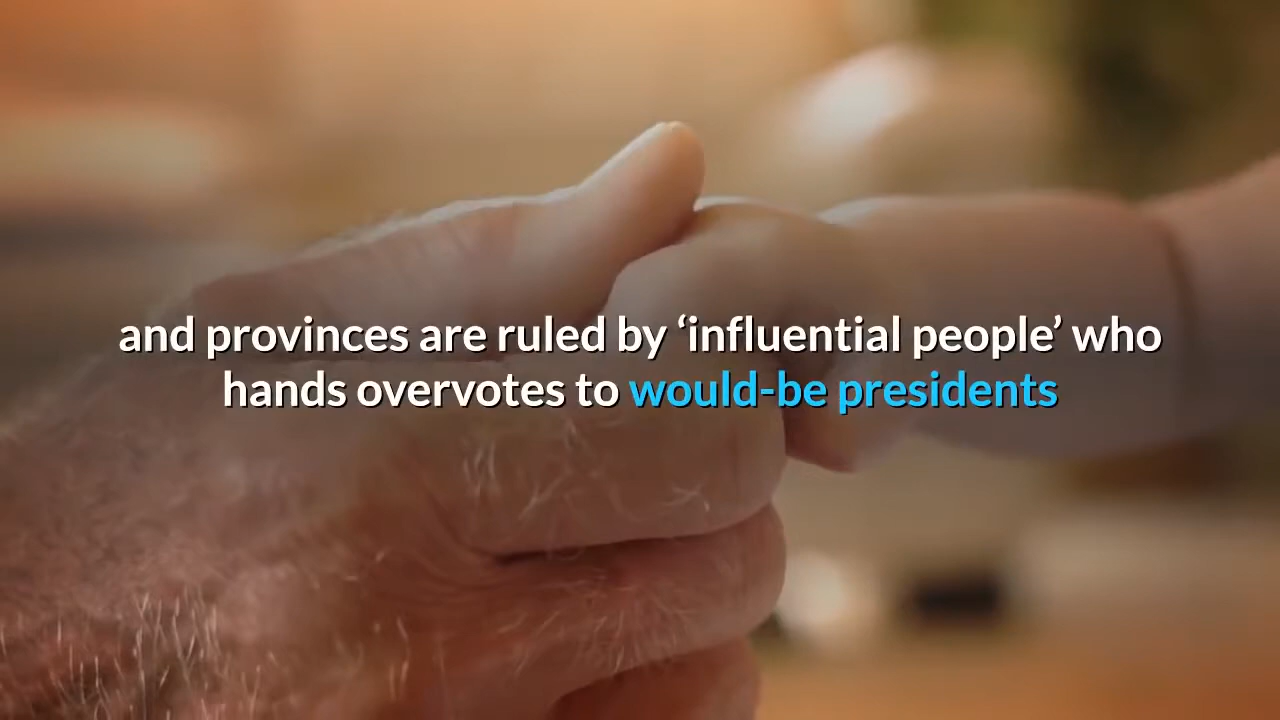 and provinces are ruled by ‘influential people’ who
hands overvotes to would-be presidents